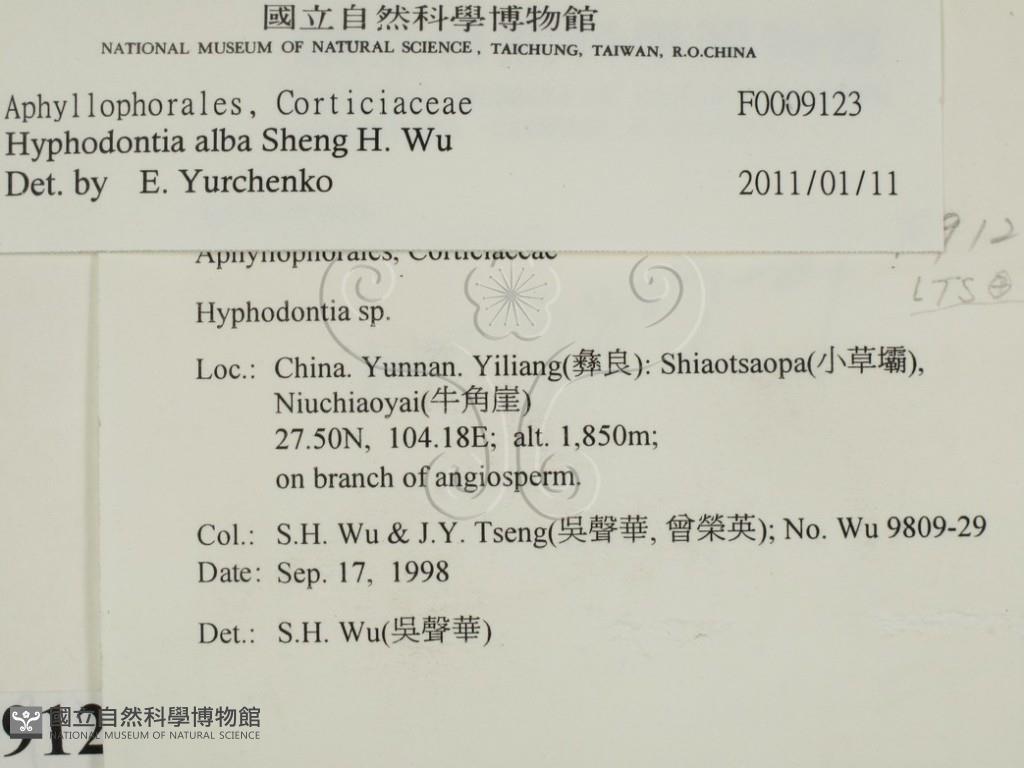 國立自然科學博物館
NATIONAL MUSEUM OF NATURAL SCIENCE, TAICHUNG, TAIWAN, R.O.CHINA
Aphyllophorales, Corticiaceae F0009123
Hyphodontia alba Sheng H. Wu
Det. by E. Yurchenko 2011/01/11
912
LTS
Aphyllophorales, Corticiaceae
Hyphodontia sp.
Loc.: China. Yunnan. Yiliang(彝良): Shiaotsaopa(小草壩),
Niuchiaoyai(牛角崖)
27.50N, 104.18E; alt. 1,850m;
on branch of angiosperm.
Col.: S.H. Wu & J.Y. Tseng(吳聲華, 曾榮英); No. Wu 9809-29
Date: Sep. 17, 1998
Det.: S.H. Wu(吳聲華)
912
國立自然科學博物館
NATIONAL MUSEUM OF NATURAL SCIENCE